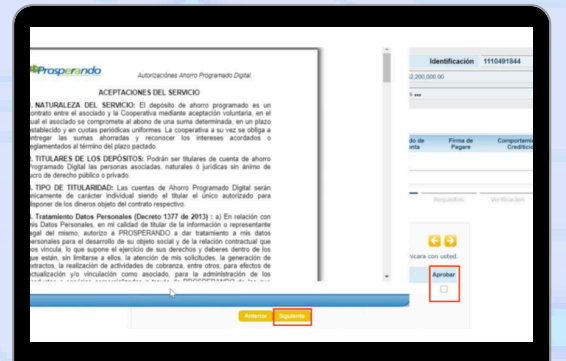 Prosperando
Autorizaciónes Ahorro Programado Digital.
ACEPTACIONES DEL SERVICIO
. NATURALEZA DEL SERVICIO: El depósito de ahorro programado es un
contrato entre el asociado y la Cooperativa mediante aceptación voluntaria, en el
cual el asociado se compromete al abono de una suma determinada, en un plazo
establecido y en cuotas periódicas uniformes. La cooperativa a su vez se obliga a
entregar las sumas ahorradas y reconocer los intereses acordados o
reglamentados al término del plazo pactado.
. TITULARES DE LOS DEPÓSITOS: Podrán ser titulares de cuenta de ahorro
Programado Digital las personas asociadas, naturales ó jurídicas sin ánimo de
lucro de derecho público o privado.
. TIPO DE TITULARIDAD: Las cuentas de Ahorro Programado Digital serán
únicamente de carácter individual siendo el titular el único autorizado para
disponer de los dineros objeto del contrato respectivo.
. Tratamiento Datos Personales (Decreto 1377 de 2013) : a) En relación con
mis Datos Personales, en mi calidad de titular de la información o representante
legal del mismo, autorizo a PROSPERANDO a dar tratamiento a mis datos
personales para el desarrollo de su objeto social y de la relación contractual que
nos vincula, lo que supone el ejercicio de sus derechos y deberes dentro de los
que están, sin limitarse a ellos, la atención de mis solicitudes, la generación de
extractos, la realización de actividades de cobranza, entre otros; para efectos de
actualización y/o vinculación como asociado, para la administración de los
Identificación 1110491844
2,200,000.00
do de
nta
Firma de
Pagare
Comportamie
Crediticio
Requisitos Verificacion
nicara con usted.
Aprobar
Anterior Siguiente